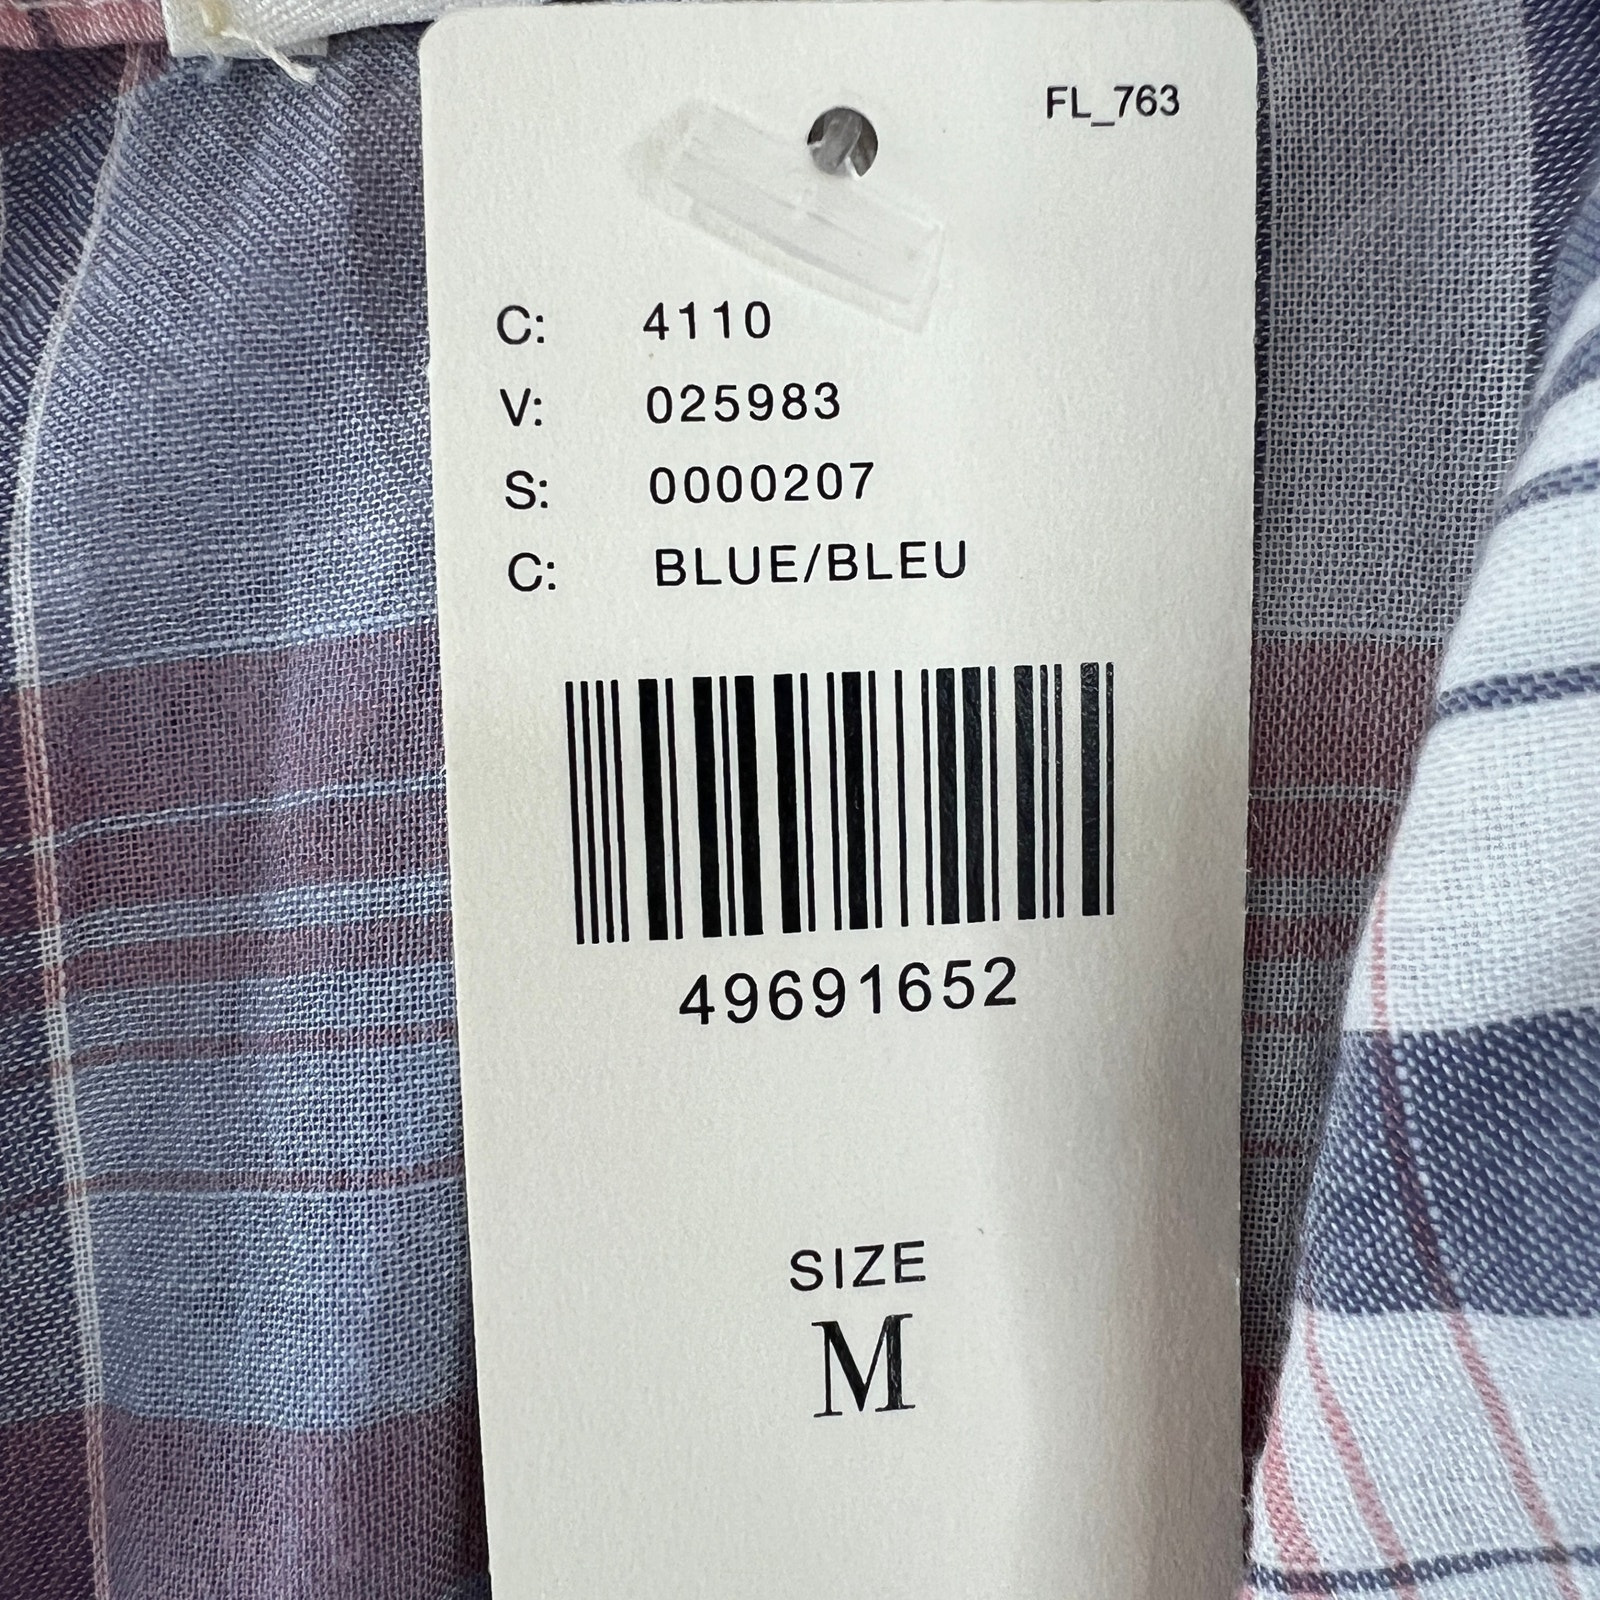 FL_763
C: 4110
V: 025983
S: 0000207
C: BLUE/BLEU
49691652
SIZE
M